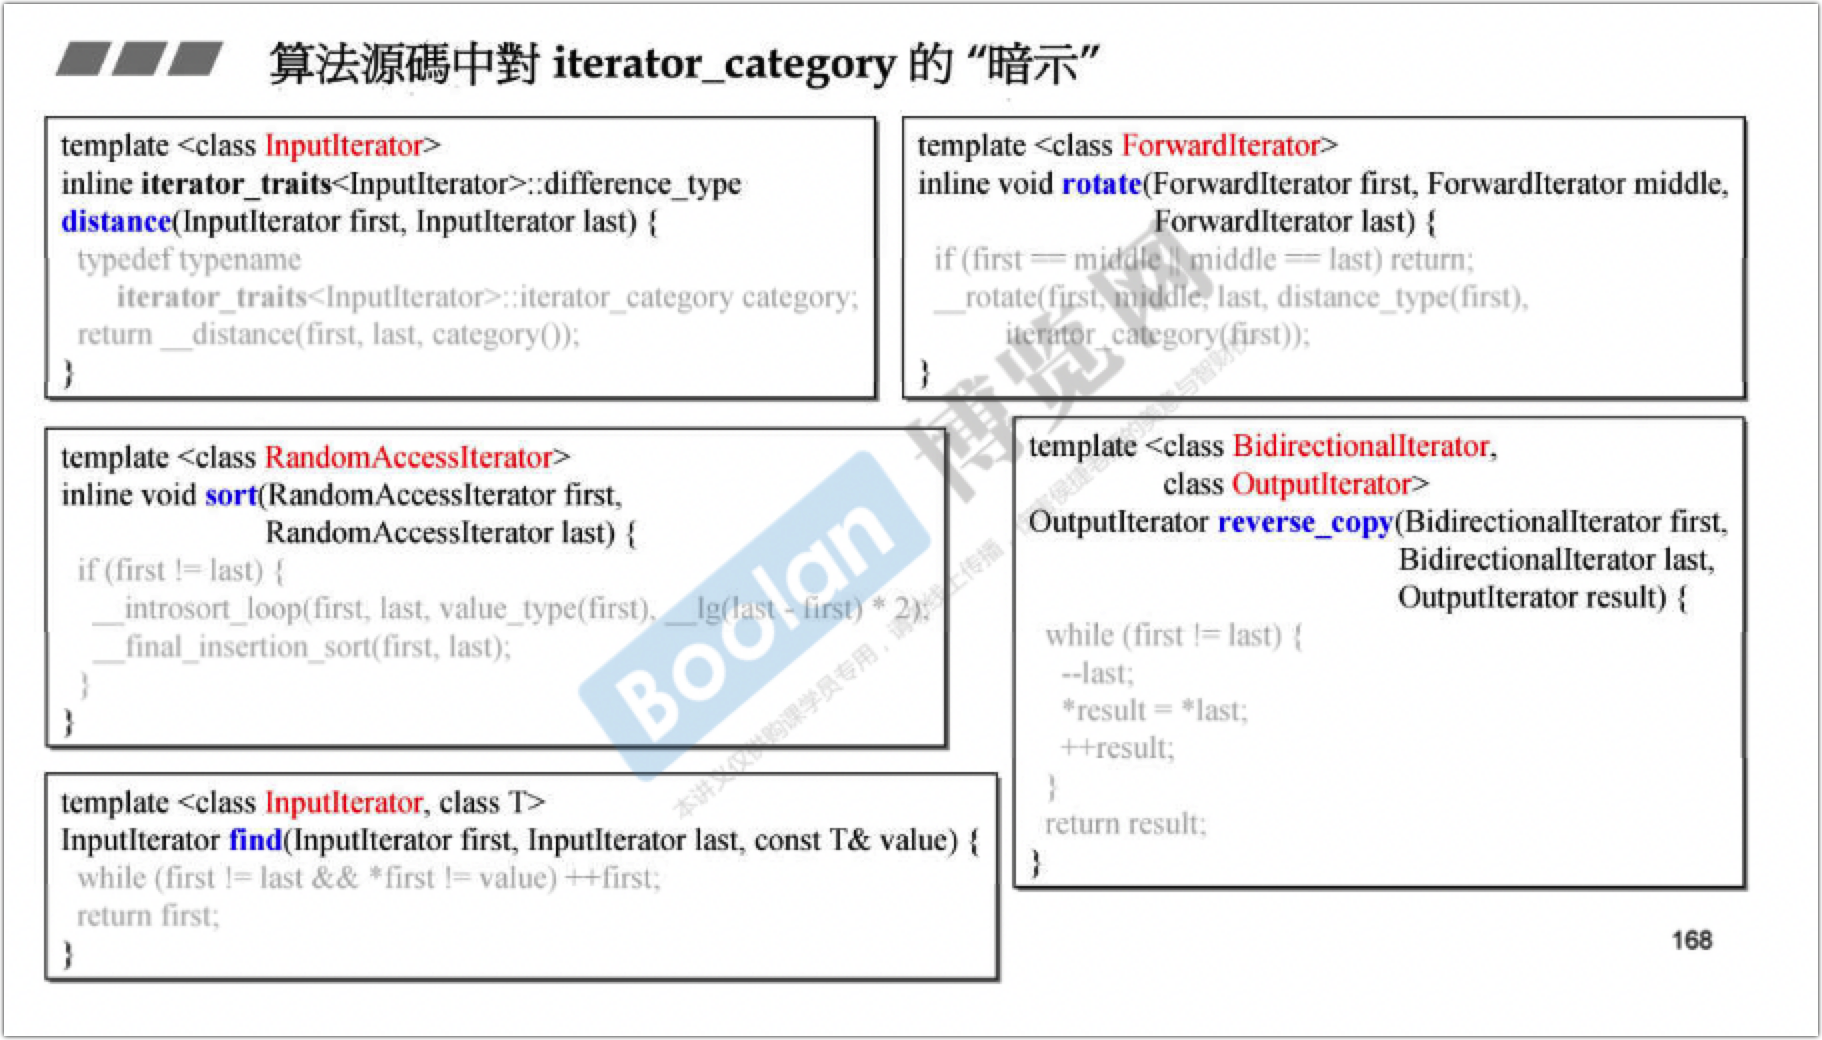 算法源碼中對 iterator_category 的 “暗示”
template <class InputIterator>
inline iterator_traits<InputIterator>::difference_type
distance(InputIterator first, InputIterator last) {
typedef typename
iterator_traits<InputIterator>::iterator_category category;
return __distance(first, last, category());
}
template <class ForwardIterator>
inline void rotate(ForwardIterator first, ForwardIterator middle,
ForwardIterator last) {
if (first == middle || middle == last) return;
__rotate(first, middle, last, distance_type(first),
iterator_category(first));
}
template <class RandomAccessIterator>
inline void sort(RandomAccessIterator first,
RandomAccessIterator last) {
if (first != last) {
__introsort_loop(first, last, value_type(first), __lg(last - first) * 2);
__final_insertion_sort(first, last);
}
}
template <class BidirectionalIterator,
class OutputIterator>
OutputIterator reverse_copy(BidirectionalIterator first,
BidirectionalIterator last,
OutputIterator result) {
while (first != last) {
--last;
*result = *last;
++result;
}
return result;
}
template <class InputIterator, class T>
InputIterator find(InputIterator first, InputIterator last, const T& value) {
while (first != last && *first != value) ++first;
return first;
}
168
Boolan 博览网
本讲义仅供购课学员专用，请
线上传播
侯捷老